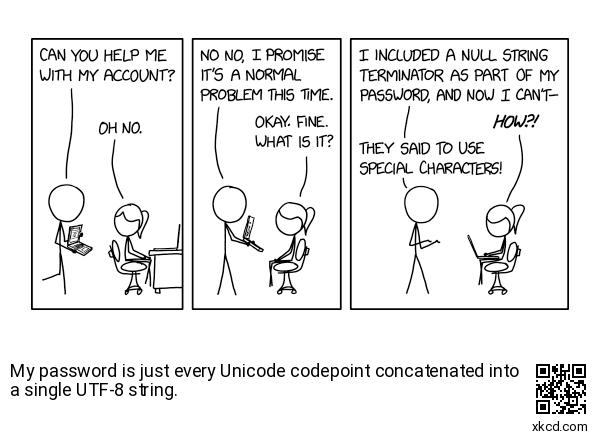 CAN YOU HELP ME
WITH MY ACCOUNT?
OH NO.
NO NO, I PROMISE
IT'S A NORMAL
PROBLEM THIS TIME.
OKAY. FINE.
WHAT IS IT?
I INCLUDED A NULL STRING
TERMINATOR AS PART OF MY
PASSWORD, AND NOW I CAN'T—
HOW?!
THEY SAID TO USE
SPECIAL CHARACTERS!
My password is just every Unicode codepoint concatenated into
a single UTF-8 string.
xkcd.com